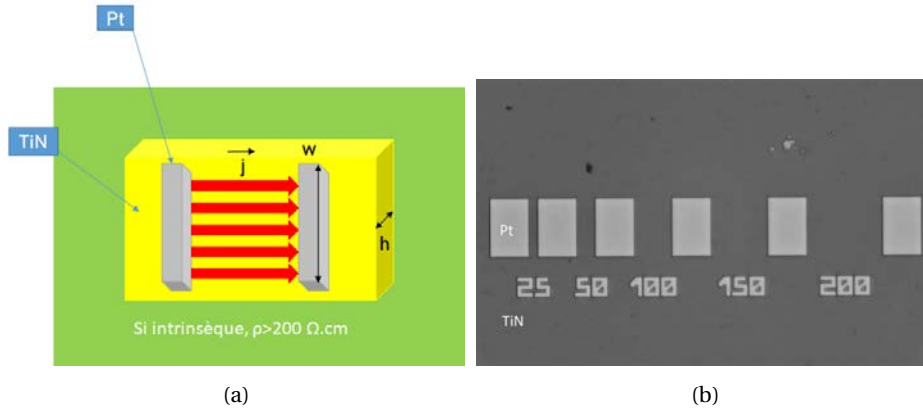 Pt
TiN
j
w
h
Si intrinsèque, ρ>200 Ω.cm
(a)
Pt
25 50 100 150 200
TiN
(b)